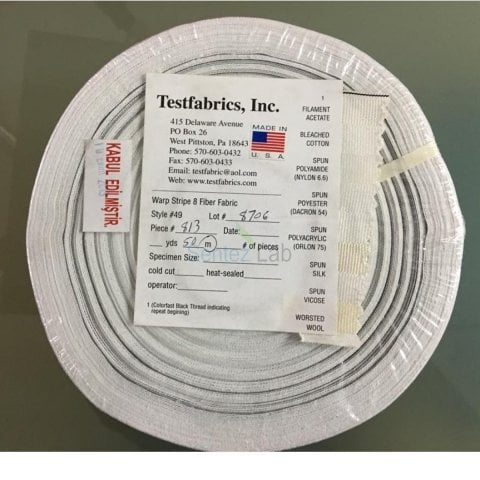 Testfabrics, Inc.
415 Delaware Avenue
PO Box 26
West Pittston, Pa 18643
Phone: 570-603-0432
Fax: 570-603-0433
Email: testfabric@aol.com
Web: www.testfabrics.com
MADE IN
U.S.A.
Warp Stripe 8 Fiber Fabric
Style #49 Lot # 8706
Piece # 813 Date:
yds 50 m # of pieces
Specimen Size:
cold cut heat-sealed
operator:
1 (Colorfast Black Thread indicating
repeat begining)
1
FILAMENT
ACETATE
BLEACHED
COTTON
SPUN
POLYAMIDE
(NYLON 6.6)
SPUN
POYESTER
(DACRON 54)
SPUN
POLYACRYLIC
(ORLON 75)
SPUN
SILK
SPUN
VICOSE
WORSTED
WOOL
KABUL EDİLMİŞTİR.
Sentez Lab